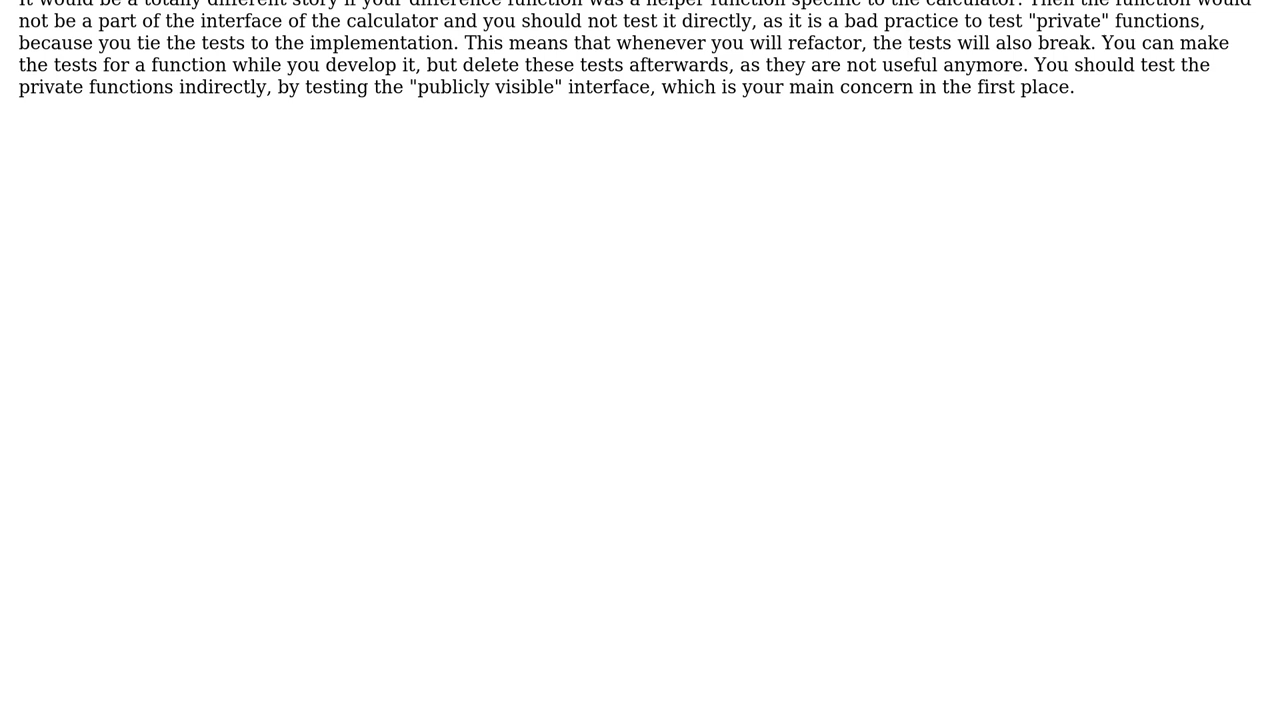 It would be a totally different story if your difference function was a helper function specific to the calculator. Then the function would
not be a part of the interface of the calculator and you should not test it directly, as it is a bad practice to test "private" functions,
because you tie the tests to the implementation. This means that whenever you will refactor, the tests will also break. You can make
the tests for a function while you develop it, but delete these tests afterwards, as they are not useful anymore. You should test the
private functions indirectly, by testing the "publicly visible" interface, which is your main concern in the first place.